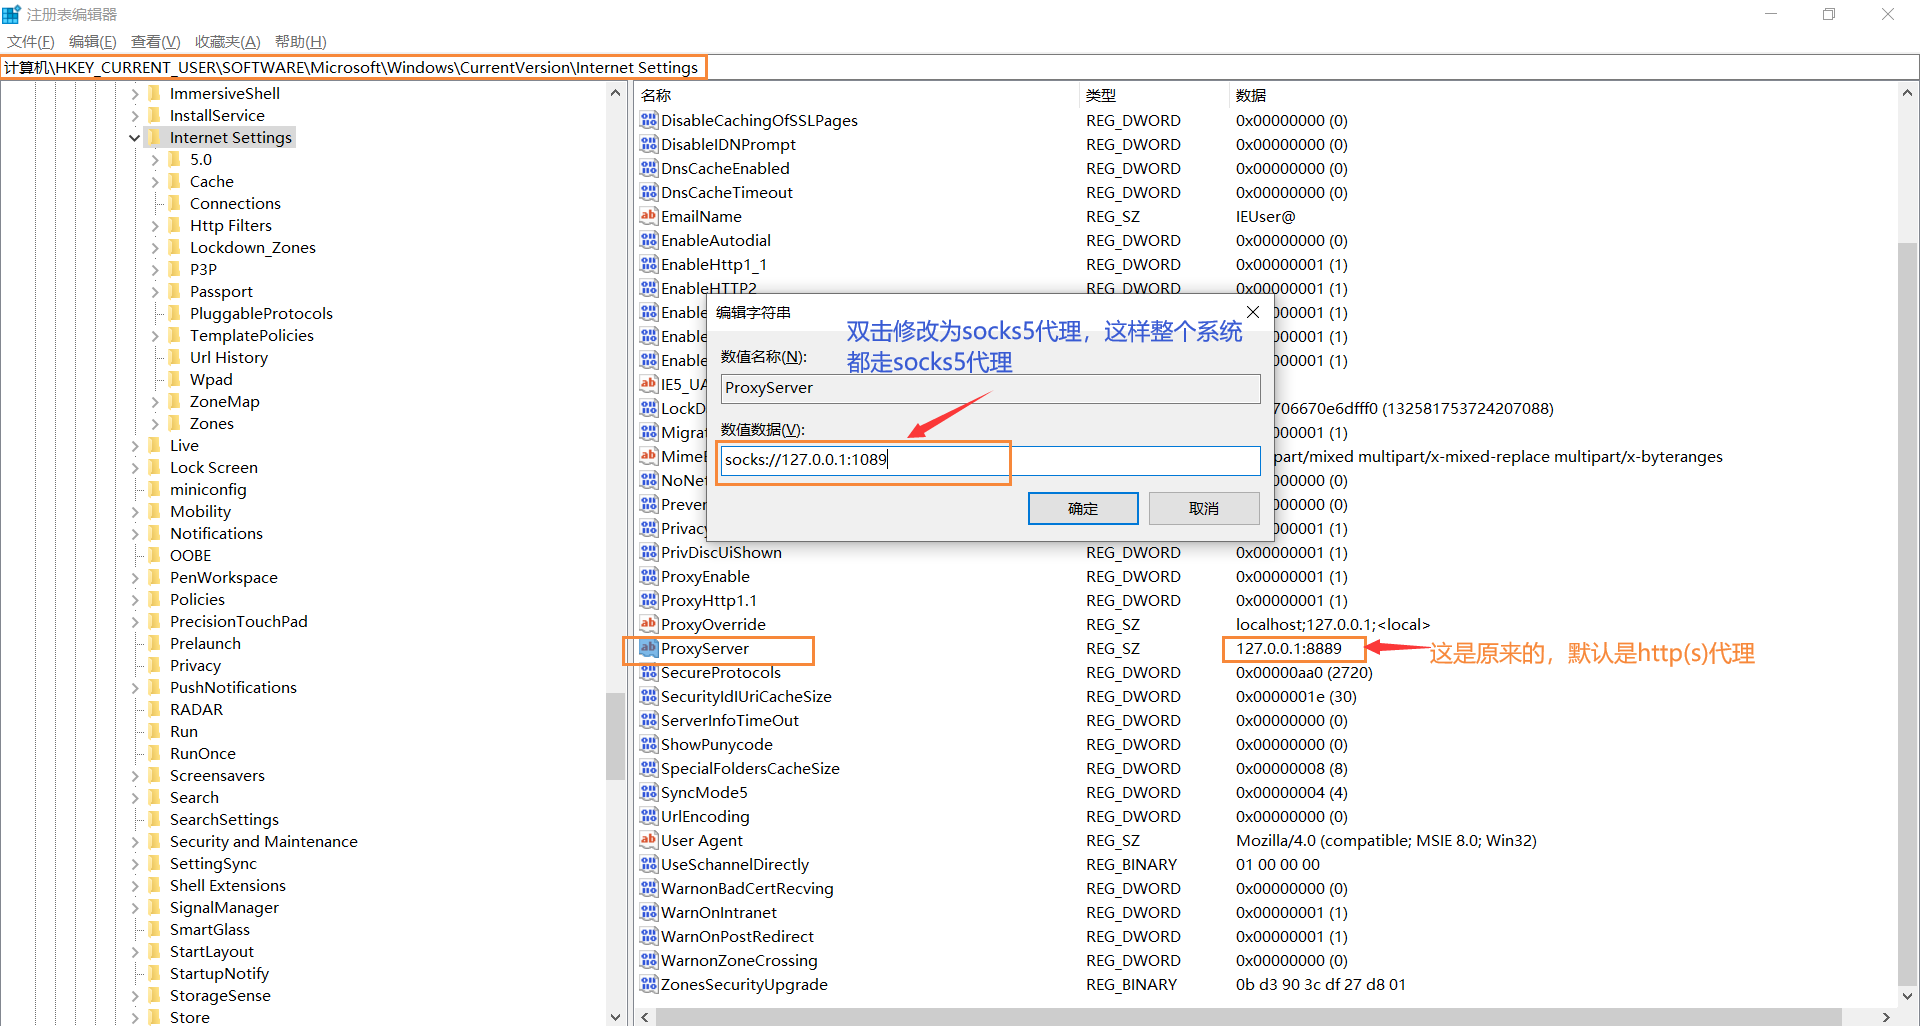 注册表编辑器
文件(F) 编辑(E) 查看(V) 收藏夹(A) 帮助(H)
计算机\HKEY_CURRENT_USER\SOFTWARE\Microsoft\Windows\CurrentVersion\Internet Settings
ImmersiveShell
InstallService
Internet Settings
5.0
Cache
Connections
Http Filters
Lockdown_Zones
P3P
Passport
PluggableProtocols
TemplatePolicies
Url History
Wpad
ZoneMap
Zones
Live
Lock Screen
miniconfig
Mobility
Notifications
OOBE
PenWorkspace
Policies
PrecisionTouchPad
Prelaunch
Privacy
PushNotifications
RADAR
Run
RunOnce
Screensavers
Search
SearchSettings
Security and Maintenance
SettingSync
Shell Extensions
SignalManager
SmartGlass
StartLayout
StartupNotify
StorageSense
Store
名称 类型 数据
DisableCachingOfSSLPages REG_DWORD 0x00000000 (0)
DisableIDNPrompt REG_DWORD 0x00000000 (0)
DnsCacheEnabled REG_DWORD 0x00000000 (0)
DnsCacheTimeout REG_DWORD 0x00000000 (0)
EmailName REG_SZ IEUser@
EnableAutodial REG_DWORD 0x00000000 (0)
EnableHttp1_1 REG_DWORD 0x00000001 (1)
EnableHTTP2 REG_DWORD 0x00000001 (1)
Enable 00001 (1)
Enable 00001 (1)
Enable 00001 (1)
IE5_UA
LockD 706670e6dfff0 (132581753724207088)
Migrat 00001 (1)
MimeE part/mixed multipart/x-mixed-replace multipart/x-byteranges
NoNet 00000 (0)
Prever 00000 (0)
Privacy 00001 (1)
PrivDiscUiShown REG_DWORD 0x00000001 (1)
ProxyEnable REG_DWORD 0x00000001 (1)
ProxyHttp1.1 REG_DWORD 0x00000001 (1)
ProxyOverride REG_SZ localhost;127.0.0.1;<local>
ProxyServer REG_SZ 127.0.0.1:8889
这是原来的，默认是http(s)代理
SecureProtocols REG_DWORD 0x00000aa0 (2720)
SecurityIdIUriCacheSize REG_DWORD 0x0000001e (30)
ServerInfoTimeOut REG_DWORD 0x00000000 (0)
ShowPunycode REG_DWORD 0x00000000 (0)
SpecialFoldersCacheSize REG_DWORD 0x00000008 (8)
SyncMode5 REG_DWORD 0x00000004 (4)
UrlEncoding REG_DWORD 0x00000000 (0)
User Agent REG_SZ Mozilla/4.0 (compatible; MSIE 8.0; Win32)
UseSchannelDirectly REG_BINARY 01 00 00 00
WarnonBadCertRecving REG_DWORD 0x00000000 (0)
WarnOnIntranet REG_DWORD 0x00000001 (1)
WarnOnPostRedirect REG_DWORD 0x00000001 (1)
WarnonZoneCrossing REG_DWORD 0x00000000 (0)
ZonesSecurityUpgrade REG_BINARY 0b d3 90 3c df 27 d8 01
编辑字符串
双击修改为socks5代理，这样整个系统
都走socks5代理
数值名称(N):
ProxyServer
数值数据(V):
socks://127.0.0.1:1089
确定 取消